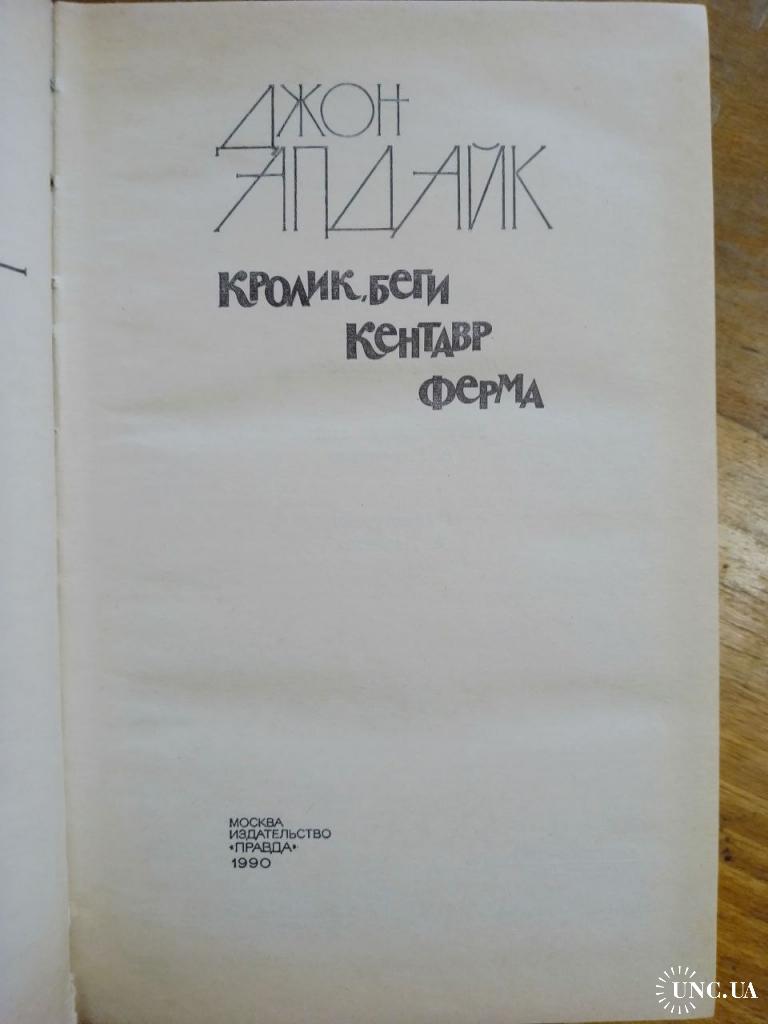 ДЖОН
АПДАЙК
КРОЛИК, БЕГИ
КЕНТАВР
ФЕРМА
МОСКВА
ИЗДАТЕЛЬСТВО
«ПРАВДА»
1990
UNC.UA